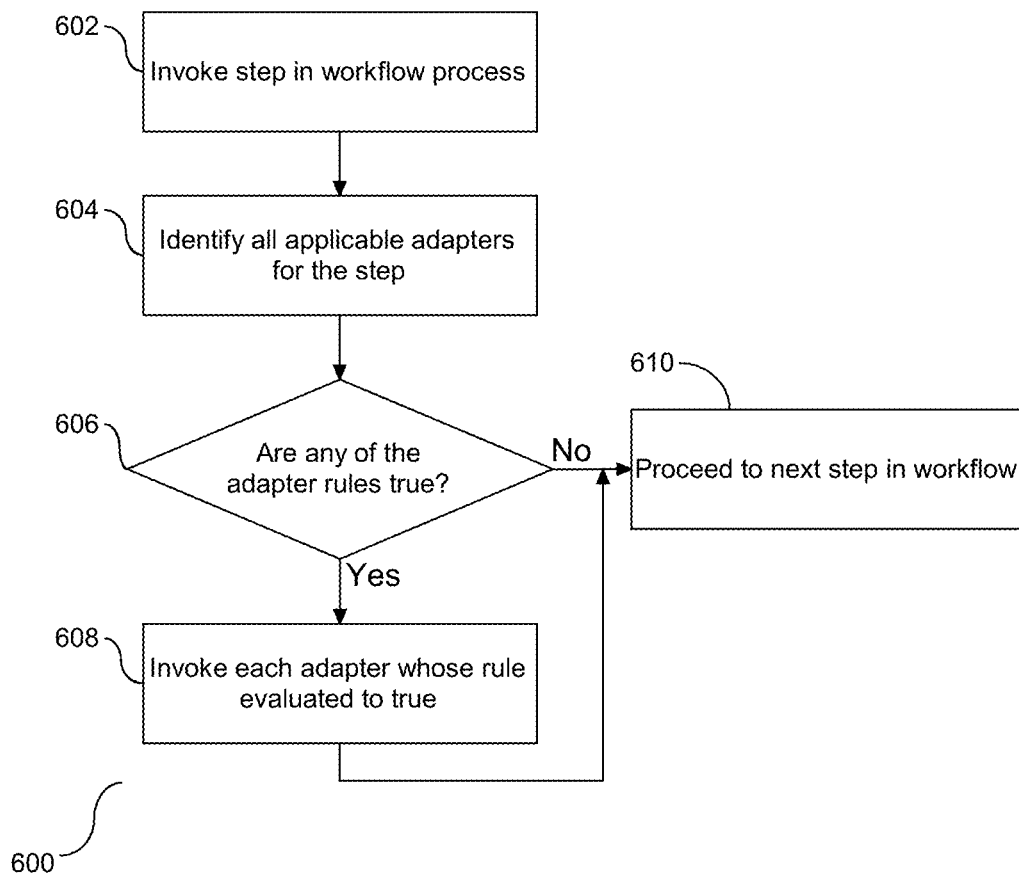 602
Invoke step in workflow process
604
Identify all applicable adapters
for the step
606
Are any of the
adapter rules true?
No
610
Proceed to next step in workflow
Yes
608
Invoke each adapter whose rule
evaluated to true
600